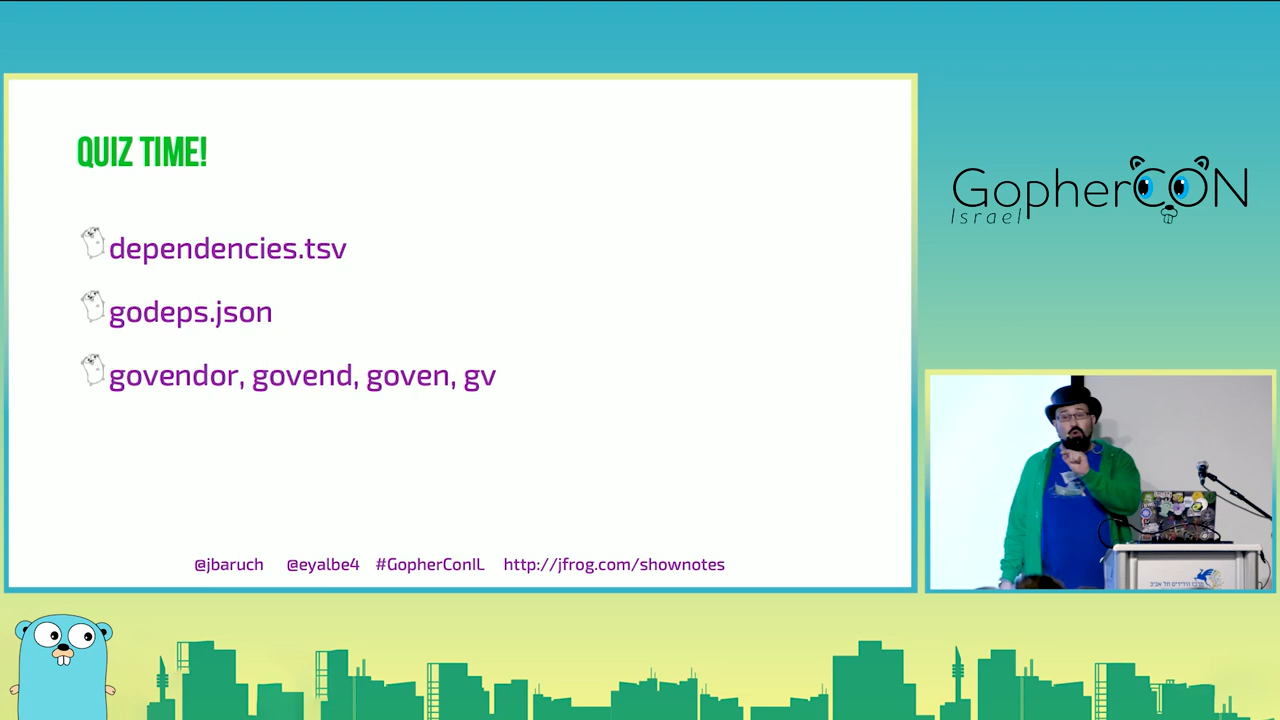 QUIZ TIME!
dependencies.tsv
godeps.json
govendor, govend, goven, gv
@jbaruch @eyalbe4 #GopherConIL http://jfrog.com/shownotes
GopherCON
Israel